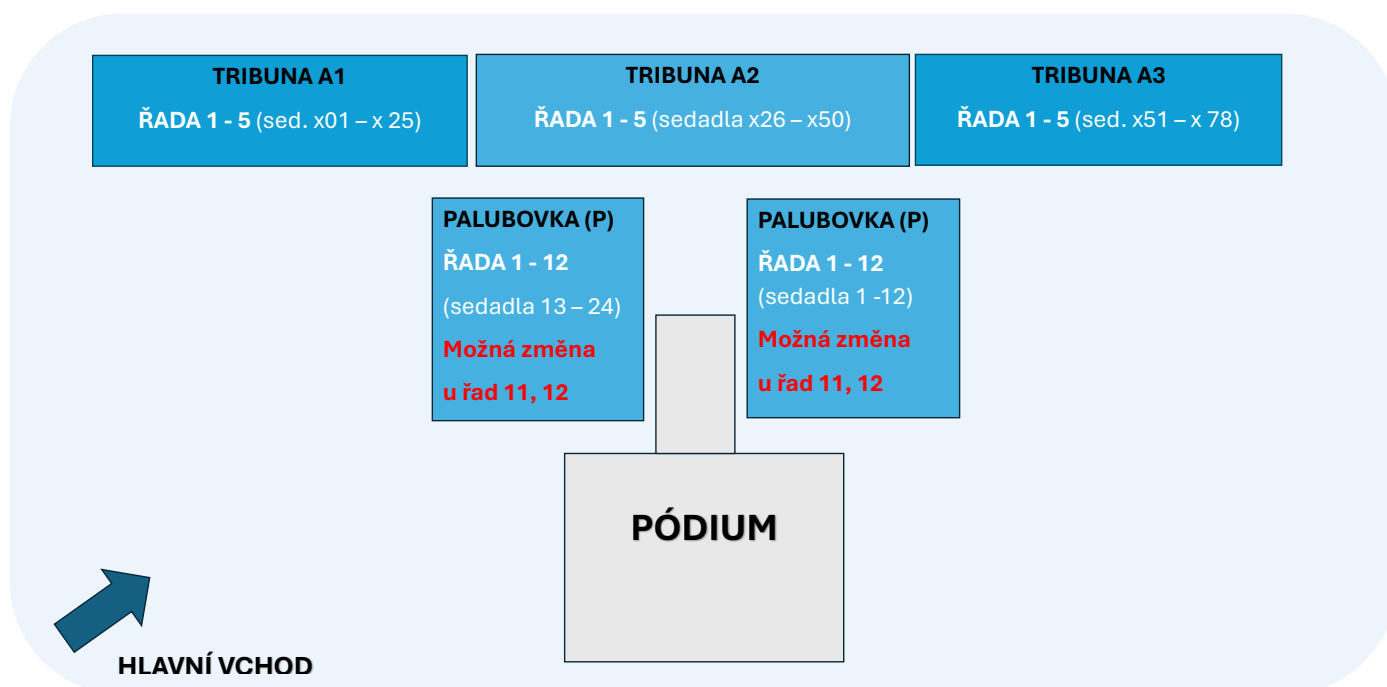 TRIBUNA A1
ŘADA 1 - 5 (sed. x01 – x 25)
TRIBUNA A2
ŘADA 1 - 5 (sedadla x26 – x50)
TRIBUNA A3
ŘADA 1 - 5 (sed. x51 – x 78)
PALUBOVKA (P)
ŘADA 1 - 12
(sedadla 13 – 24)
Možná změna
u řad 11, 12
PALUBOVKA (P)
ŘADA 1 - 12
(sedadla 1 -12)
Možná změna
u řad 11, 12
PÓDIUM
HLAVNÍ VCHOD